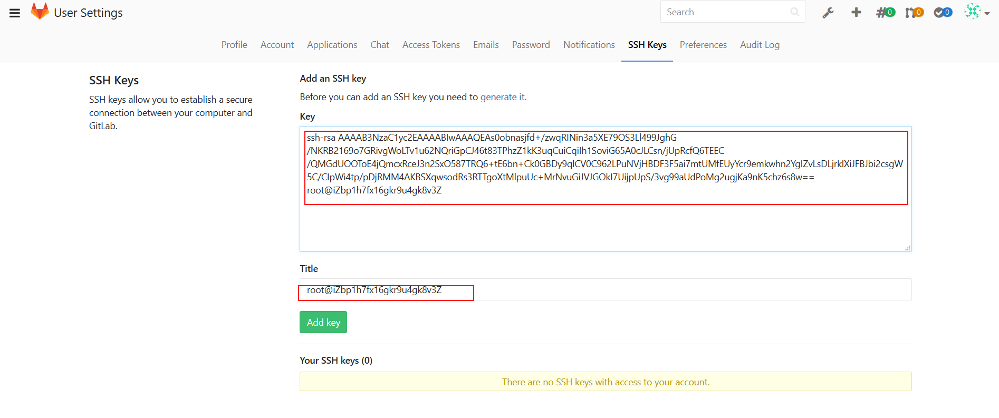 User Settings
Search
0
0
0
Profile Account Applications Chat Access Tokens Emails Password Notifications SSH Keys Preferences Audit Log
SSH Keys
SSH keys allow you to establish a secure
connection between your computer and
GitLab.
Add an SSH key
Before you can add an SSH key you need to generate it.
Key
ssh-rsa AAAAB3NzaC1yc2EAAAABIwAAAQEAs0obnasjfd+/zwqRINin3a5XE79OS3Ll499JghG
/NKRB2169o7GRivgWoLTv1u62NQriGpCJ46t83TPhzZ1kK3uqCuiCqiIh1SoviG65A0cJLCsn/jUpRcfQ6TEEC
/QMGdUOOToE4jQmcxRceJ3n2SxO587TRQ6+tE6bn+Ck0GBDy9qlCV0C962LPuNVjHBDF3F5ai7mtUMfEUyYcr9emkwhn2YgIZvLsDLjrklXiJFBJbi2csgW
5C/CIpWi4tp/pDjRMM4AKBSXqwsodRs3RTTgoXtMlpuUc+MrNvuGiJVJGOkI7UijpUpS/3vg99aUdPoMg2ugjKa9nK5chz6s8w==
root@iZbp1h7fx16gkr9u4gk8v3Z
Title
root@iZbp1h7fx16gkr9u4gk8v3Z
Add key
Your SSH keys (0)
There are no SSH keys with access to your account.